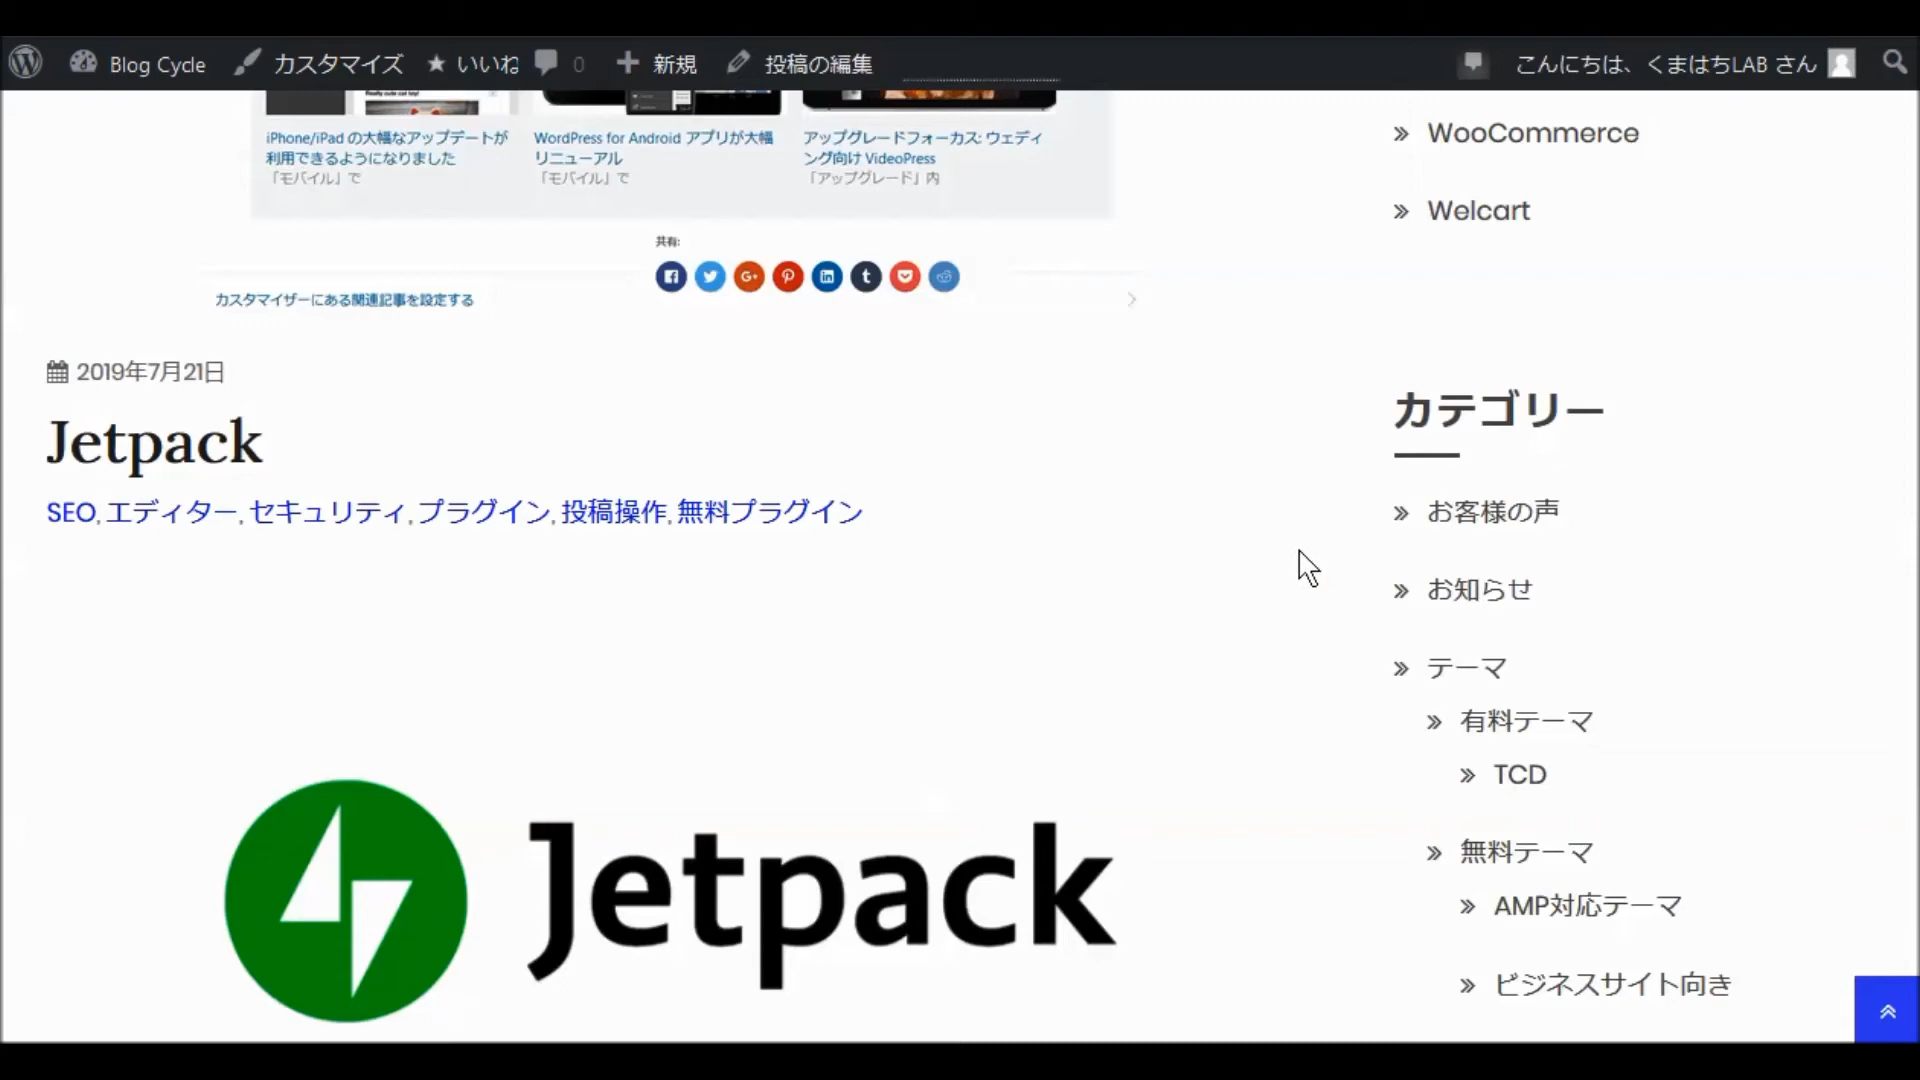 Blog Cycle カスタマイズ いいね 0 新規 投稿の編集 こんにちは、くまはちLAB さん
Really cute cat toy!
iPhone/iPad の大幅なアップデートが
利用できるようになりました
「モバイル」で
WordPress for Android アプリが大幅
リニューアル
「モバイル」で
アップグレードフォーカス: ウェディ
ング向け VideoPress
「アップグレード」内
共有:
カスタマイザーにある関連記事を設定する
2019年7月21日
Jetpack
SEO, エディター, セキュリティ, プラグイン, 投稿操作, 無料プラグイン
Jetpack
WooCommerce
Welcart
カテゴリー
お客様の声
お知らせ
テーマ
有料テーマ
TCD
無料テーマ
AMP対応テーマ
ビジネスサイト向き